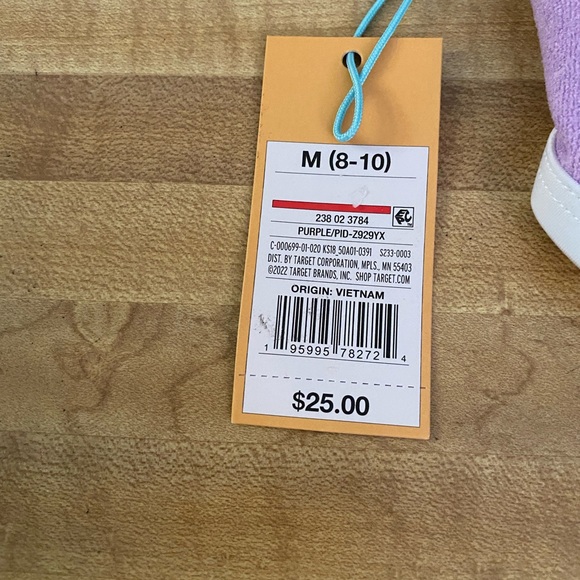 M (8-10)
238 02 3784
PURPLE/PID-Z929YX
C-000699-01-020 KS18_50A01-0391 S233-0003
DIST. BY TARGET CORPORATION, MPLS., MN 55403
©2022 TARGET BRANDS, INC. SHOP TARGET.COM
ORIGIN: VIETNAM
1 95995 78272 4
$25.00